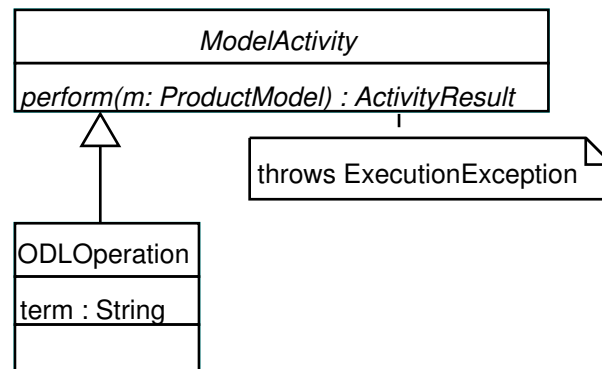 ModelActivity
perform(m: ProductModel) : ActivityResult
throws ExecutionException
ODLOperation
term : String